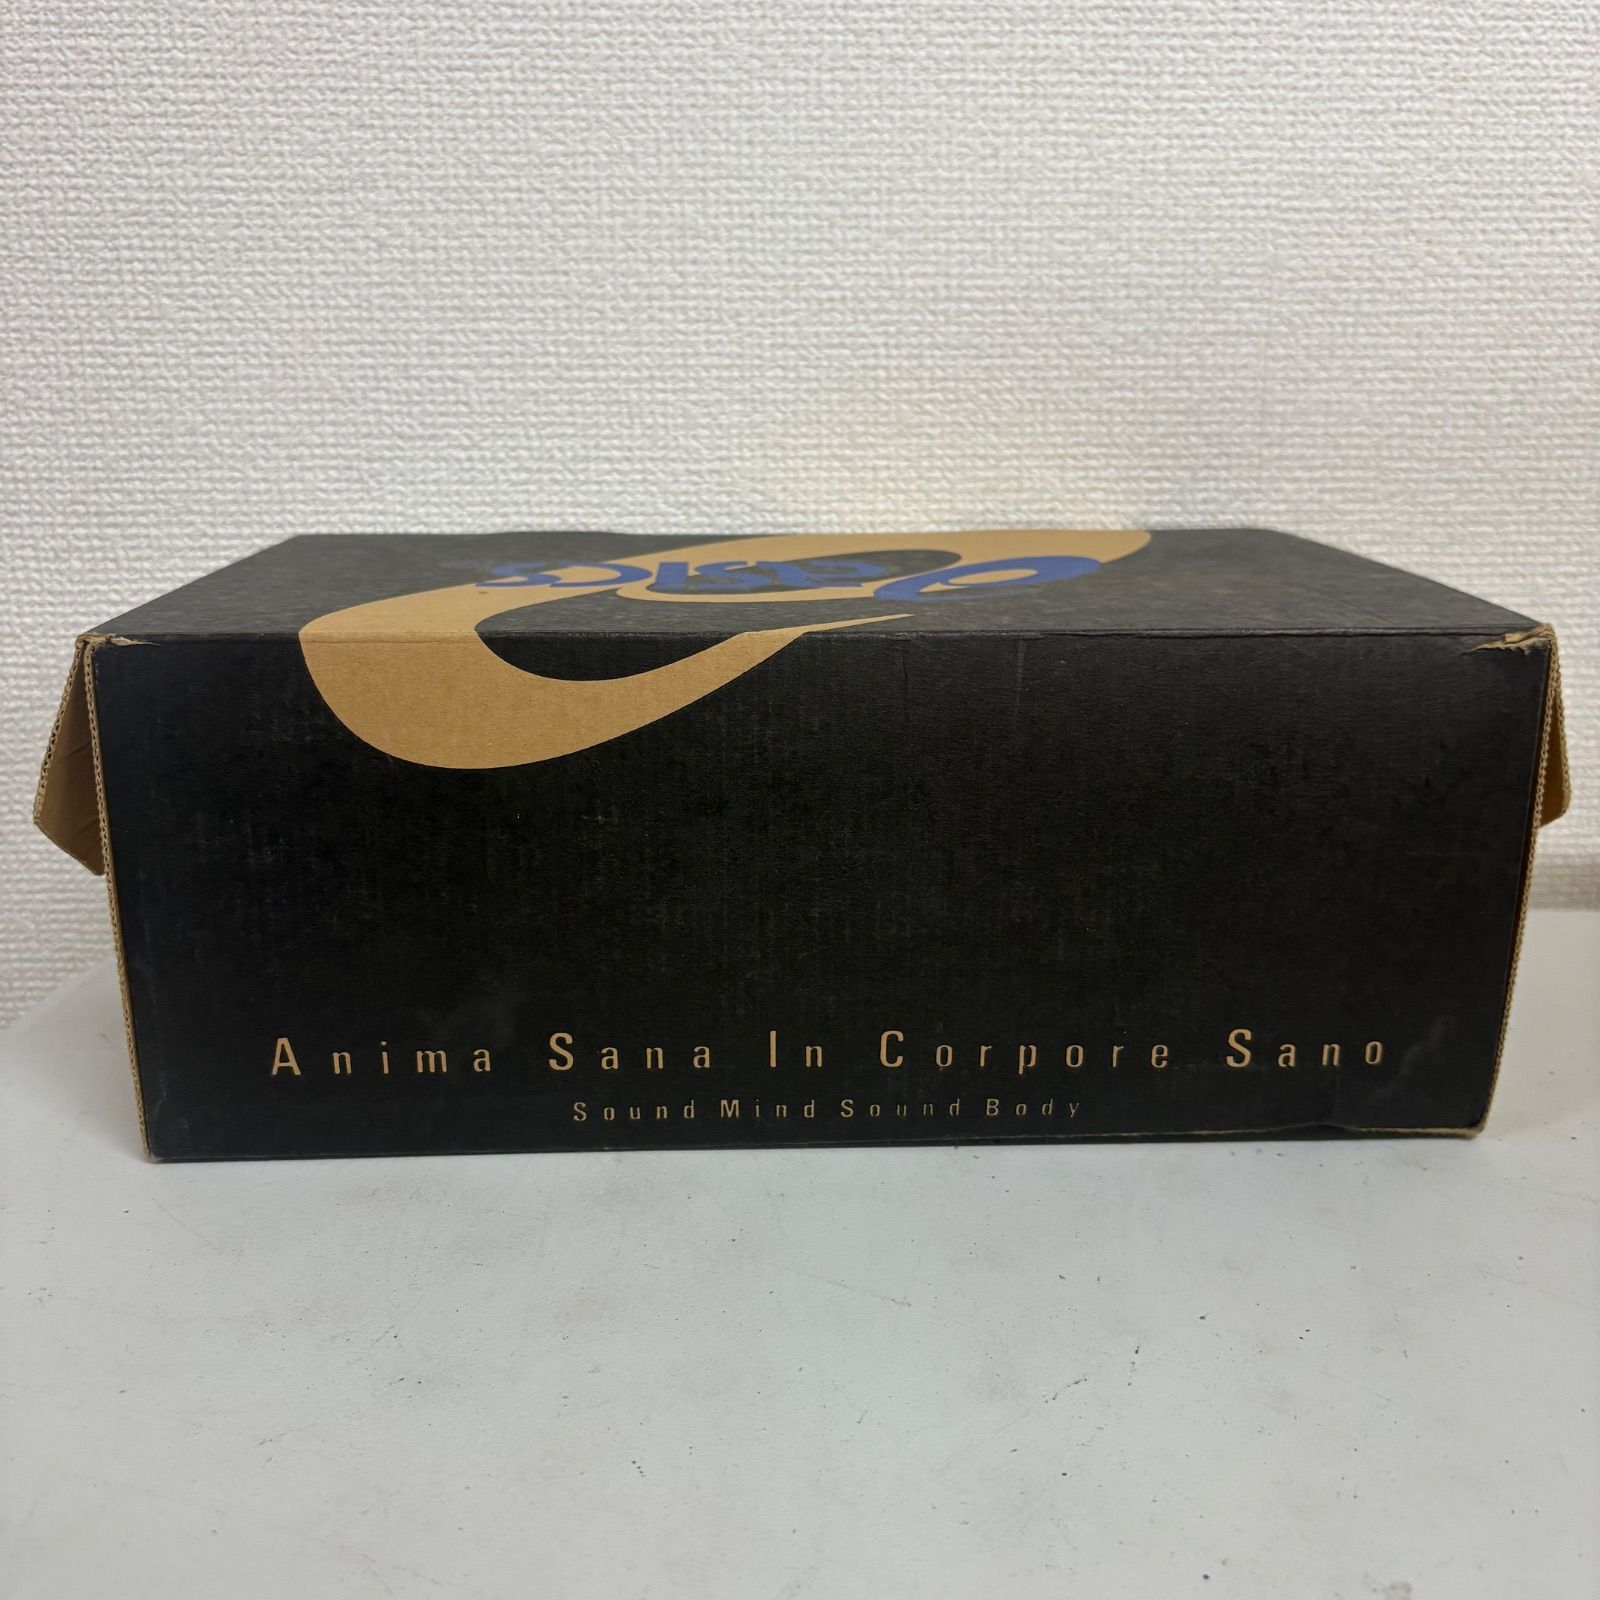 asics
Anima Sana In Corpore Sano
Sound Mind Sound Body